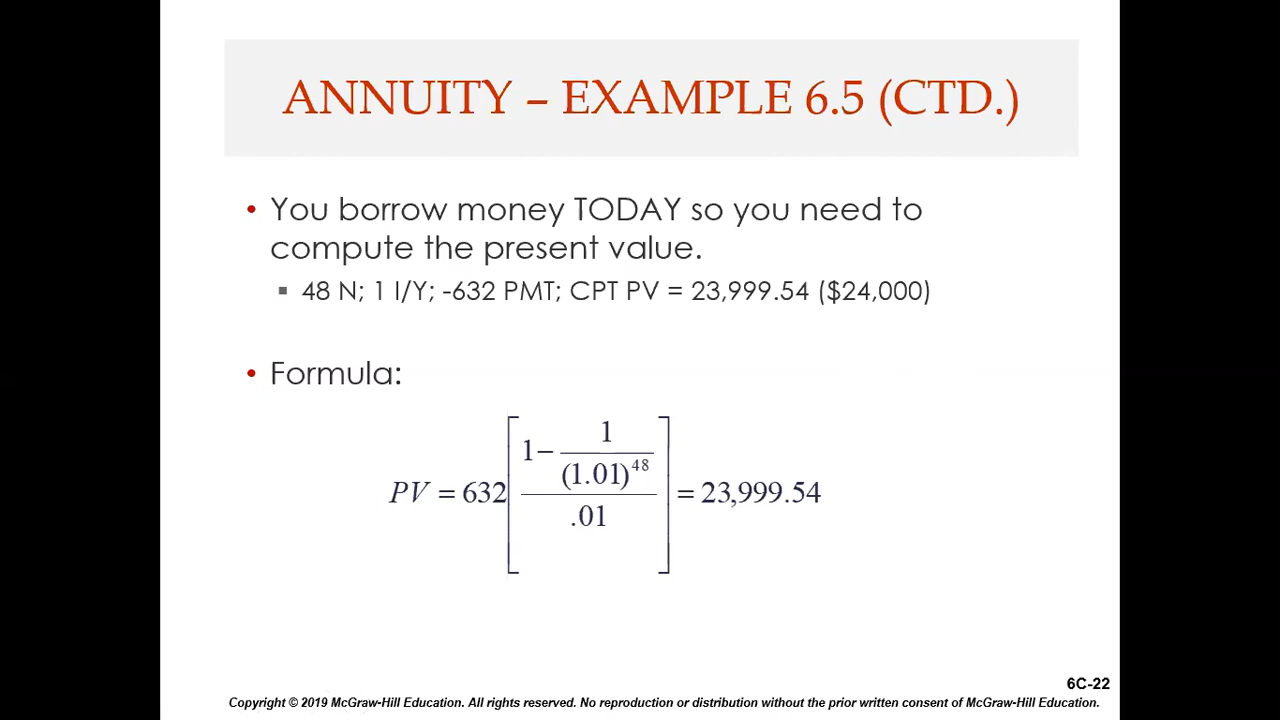 ANNUITY – EXAMPLE 6.5 (CTD.)
• You borrow money TODAY so you need to
compute the present value.
▪ 48 N; 1 I/Y; -632 PMT; CPT PV = 23,999.54 ($24,000)
• Formula:
PV = 632[(1 − 1/(1.01)^48)/.01] = 23,999.54
6C-22
Copyright © 2019 McGraw-Hill Education. All rights reserved. No reproduction or distribution without the prior written consent of McGraw-Hill Education.